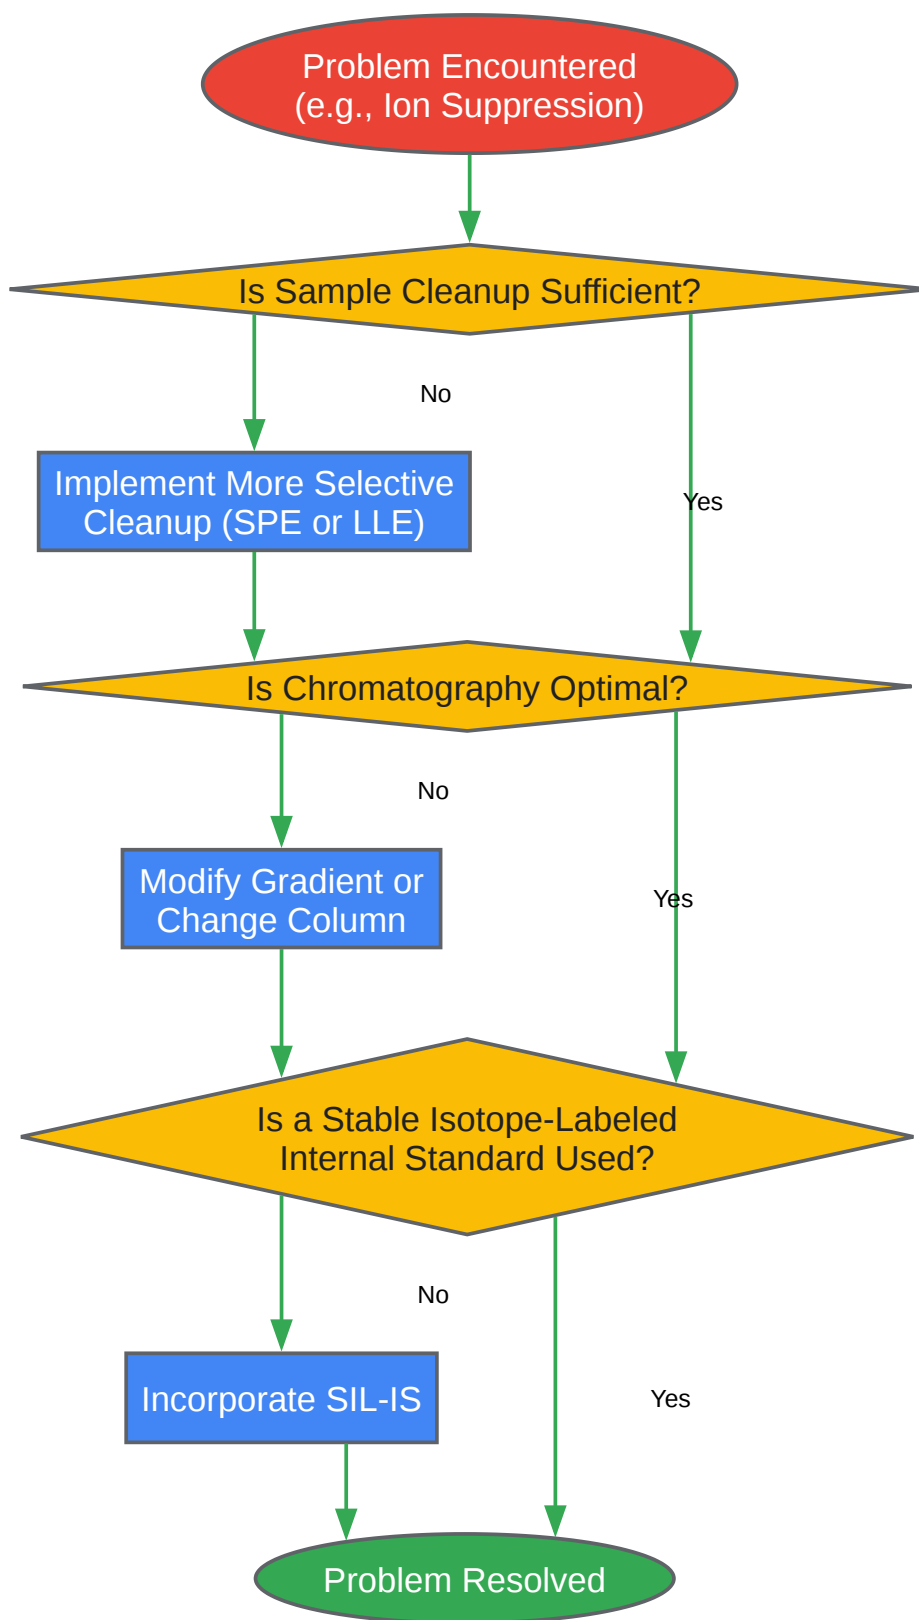 Problem Encountered
(e.g., Ion Suppression)
Is Sample Cleanup Sufficient?
No
Implement More Selective
Cleanup (SPE or LLE)
Yes
Is Chromatography Optimal?
No
Modify Gradient or
Change Column
Yes
Is a Stable Isotope-Labeled
Internal Standard Used?
No
Incorporate SIL-IS
Yes
Problem Resolved